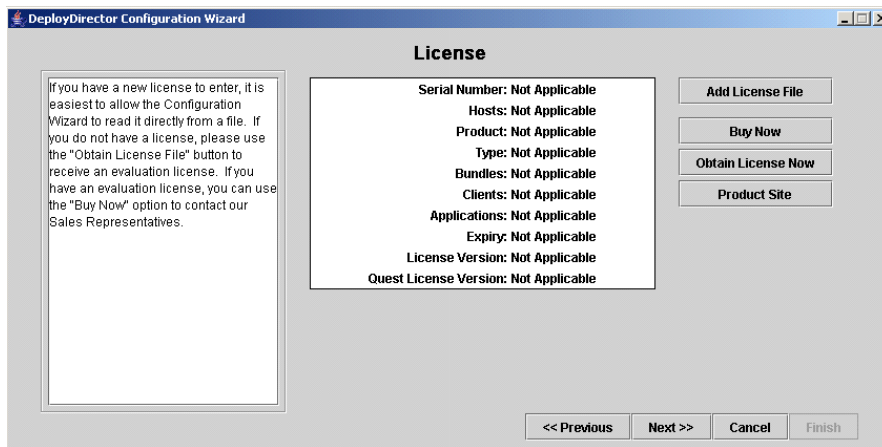 DeployDirector Configuration Wizard
License
If you have a new license to enter, it is
easiest to allow the Configuration
Wizard to read it directly from a file. If
you do not have a license, please use
the "Obtain License File" button to
receive an evaluation license. If you
have an evaluation license, you can use
the "Buy Now" option to contact our
Sales Representatives.
Serial Number: Not Applicable
Hosts: Not Applicable
Product: Not Applicable
Type: Not Applicable
Bundles: Not Applicable
Clients: Not Applicable
Applications: Not Applicable
Expiry: Not Applicable
License Version: Not Applicable
Quest License Version: Not Applicable
Add License File
Buy Now
Obtain License Now
Product Site
<< Previous
Next >>
Cancel
Finish